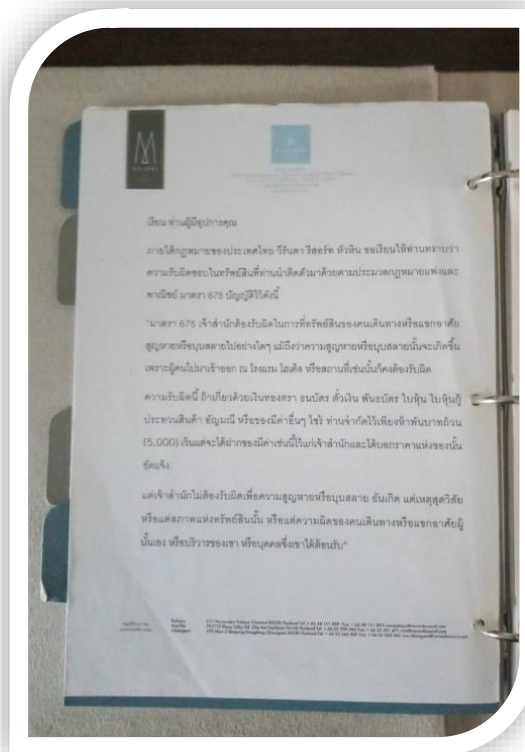 M
GALLERY
เรียน ท่านผู้มีอุปการคุณ
ภายใต้กฎหมายของประเทศไทย วีรันดา รีสอร์ท หัวหิน ขอเรียนให้ท่านทราบว่า
ความรับผิดชอบในทรัพย์สินที่ท่านนำติดตัวมาด้วยตามประมวลกฎหมายแพ่งและ
พาณิชย์ มาตรา 675 บัญญัติไว้ดังนี้
"มาตรา 675 เจ้าสำนักต้องรับผิดในการที่ทรัพย์สินของคนเดินทางหรือแขกอาศัย
สูญหายหรือบุบสลายไปอย่างใดๆ แม้ถึงว่าความสูญหายหรือบุบสลายนั้นจะเกิดขึ้น
เพราะผู้คนไปมาเข้าออก ณ โรงแรม โฮเต็ล หรือสถานที่เช่นนั้นก็คงต้องรับผิด
ความรับผิดนี้ ถ้าเกี่ยวด้วยเงินทองตรา ธนบัตร ตั๋วเงิน พันธบัตร ใบหุ้น ใบหุ้นกู้
ประทวนสินค้า อัญมณี หรือของมีค่าอื่นๆ ไซร้ ท่านจำกัดไว้เพียงห้าพันบาทถ้วน
(5,000) เว้นแต่จะได้ฝากของมีค่าเช่นนี้ไว้แก่เจ้าสำนักและได้บอกราคาแห่งของนั้น
ชัดแจ้ง
แต่เจ้าสำนักไม่ต้องรับผิดเพื่อความสูญหายหรือบุบสลาย อันเกิด แต่เหตุสุดวิสัย
หรือแต่สภาพแห่งทรัพย์สินนั้น หรือแต่ความผิดของคนเดินทางหรือแขกอาศัยผู้
นั้นเอง หรือบริวารของเขา หรือบุคคลซึ่งเขาได้ต้อนรับ"